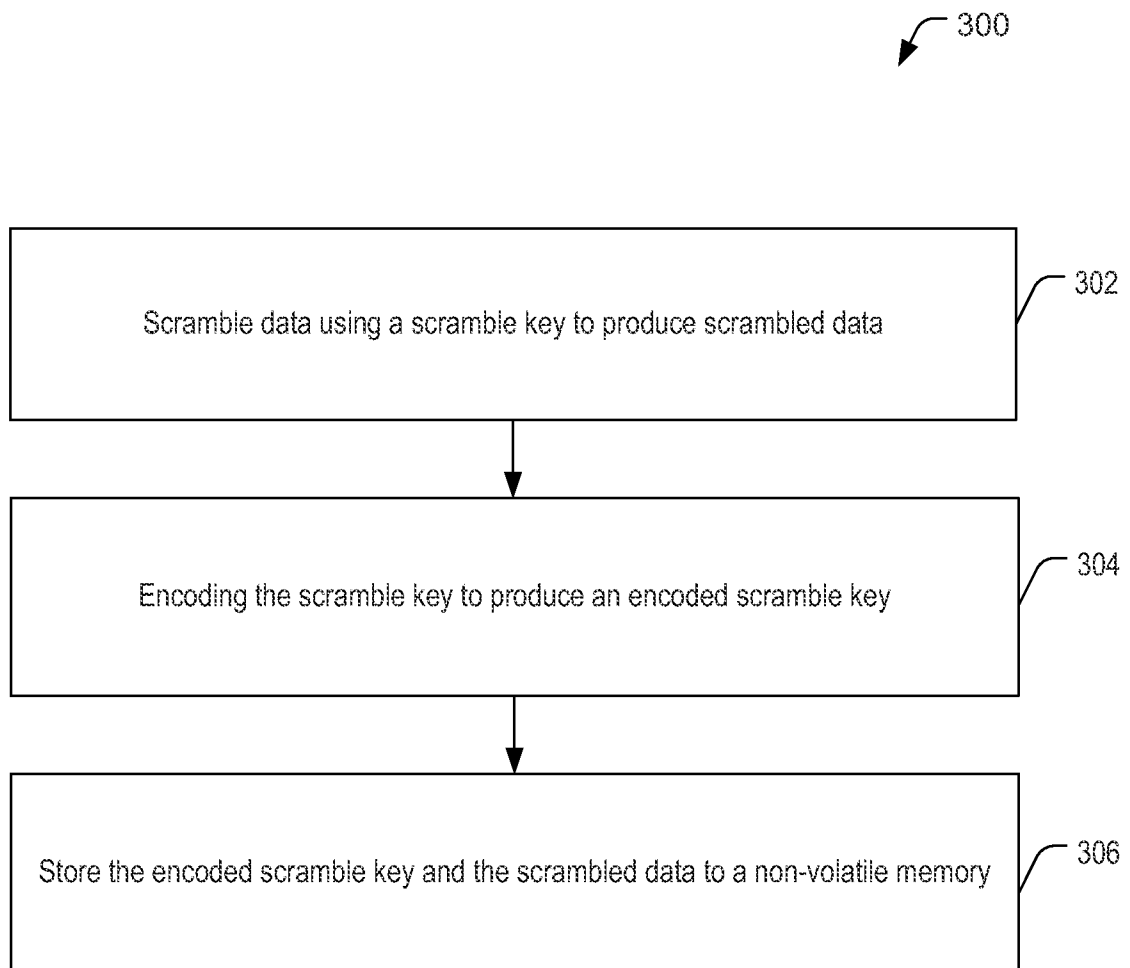 300
Scramble data using a scramble key to produce scrambled data
302
Encoding the scramble key to produce an encoded scramble key
304
Store the encoded scramble key and the scrambled data to a non-volatile memory
306